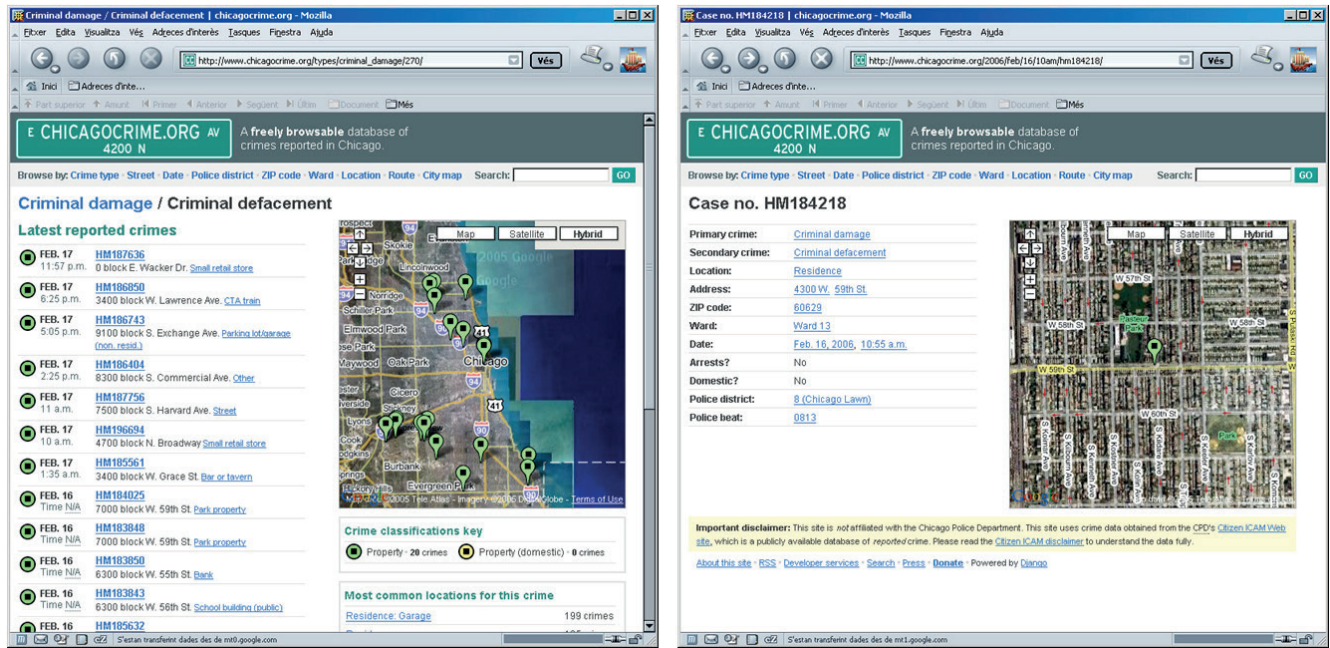 Criminal damage / Criminal defacement | chicagocrime.org - Mozilla
Fitxer Edita Visualitza Vés Adreces d'interès Tasques Finestra Ajuda
http://www.chicagocrime.org/types/criminal_damage/270/ Vés
Inici Adreces d'inte...
Part superior Amunt Primer Anterior Següent Últim Document Més
E CHICAGOCRIME.ORG AV
4200 N
A freely browsable database of
crimes reported in Chicago.
Browse by: Crime type · Street · Date · Police district · ZIP code · Ward · Location · Route · City map Search: GO
Criminal damage / Criminal defacement
Latest reported crimes
FEB. 17 HM187636
11:57 p.m. 0 block E. Wacker Dr. Small retail store
FEB. 17 HM186850
6:25 p.m. 3400 block W. Lawrence Ave. CTA train
FEB. 17 HM186743
5:05 p.m. 9100 block S. Exchange Ave. Parking lot/garage
(non. resid.)
FEB. 17 HM186404
2:25 p.m. 8300 block S. Commercial Ave. Other
FEB. 17 HM187756
11 a.m. 7500 block S. Harvard Ave. Street
FEB. 17 HM196694
10 a.m. 4700 block N. Broadway Small retail store
FEB. 17 HM185561
1:35 a.m. 3400 block W. Grace St. Bar or tavern
FEB. 16 HM184025
Time N/A 7000 block W. 59th St. Park property
FEB. 16 HM183848
Time N/A 7000 block W. 59th St. Park property
FEB. 16 HM183850
Time N/A 6300 block W. 55th St. Bank
FEB. 16 HM183843
Time N/A 6300 block W. 56th St. School building (public)
FEB. 16 HM185632
Map Satellite Hybrid
Skokie
Lincolnwood
2005 Google
Google
Norridge
Schiller Park
Elmwood Park
Maywood Oak Park Chicago
Cicero
Stickney
Lyons
Burbank
Hickory Hills Evergreen Park
©2005 Tele Atlas - Imagery ©2005 DigitalGlobe - Terms of Use
Crime classifications key
Property · 20 crimes Property (domestic) · 0 crimes
Most common locations for this crime
Residence: Garage 199 crimes
S'estan transferint dades des de mt0.google.com
Case no. HM184218 | chicagocrime.org - Mozilla
Fitxer Edita Visualitza Vés Adreces d'interès Tasques Finestra Ajuda
http://www.chicagocrime.org/2006/feb/16/10am/hm184218/ Vés
Inici Adreces d'inte...
Part superior Amunt Primer Anterior Següent Últim Document Més
E CHICAGOCRIME.ORG AV
4200 N
A freely browsable database of
crimes reported in Chicago.
Browse by: Crime type · Street · Date · Police district · ZIP code · Ward · Location · Route · City map Search: GO
Case no. HM184218
Primary crime: Criminal damage
Secondary crime: Criminal defacement
Location: Residence
Address: 4300 W. 59th St.
ZIP code: 60629
Ward: Ward 13
Date: Feb. 16, 2006, 10:55 a.m.
Arrests? No
Domestic? No
Police district: 8 (Chicago Lawn)
Police beat: 0813
Map Satellite Hybrid
W 57th St
Pasteur
Park
W 58th St W 58th St
S Pulaski Rd
W 59th St
W 60th St
Park
Important disclaimer: This site is not affiliated with the Chicago Police Department. This site uses crime data obtained from the CPD's Citizen ICAM Web
site, which is a publicly available database of reported crime. Please read the Citizen ICAM disclaimer to understand the data fully.
About this site · RSS · Developer services · Search · Press · Donate · Powered by Django
S'estan transferint dades des de mt1.google.com